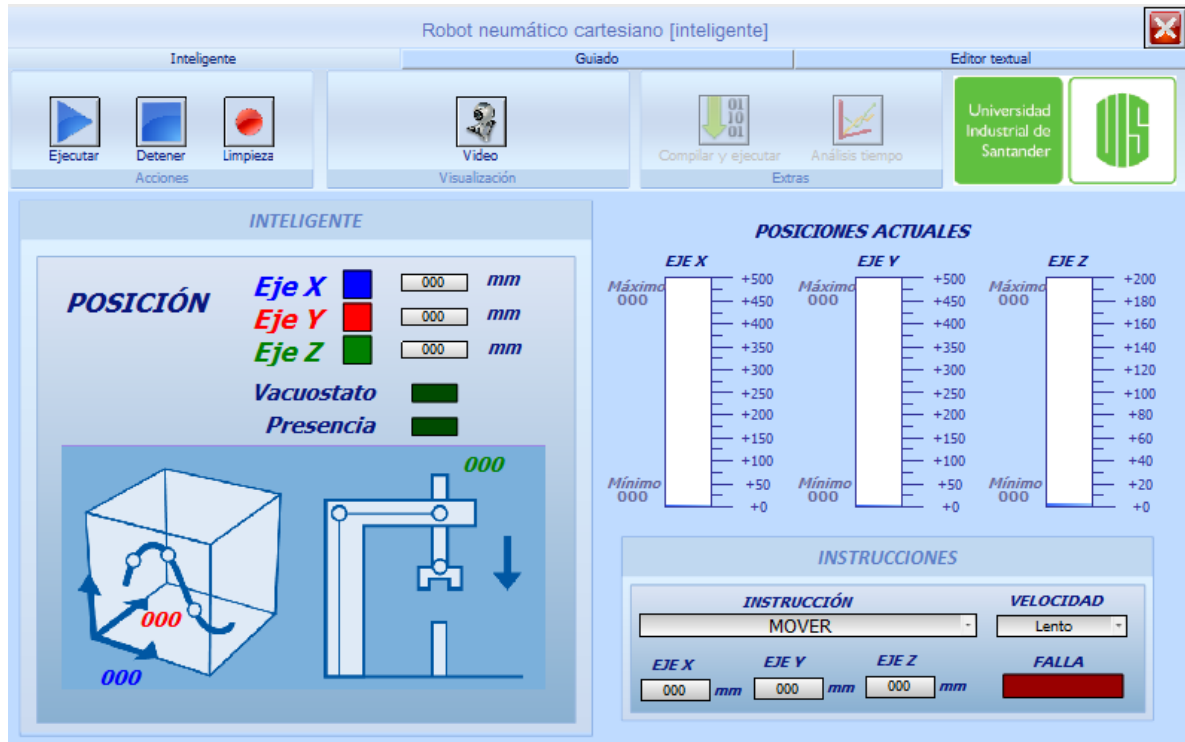 Robot neumático cartesiano [inteligente]
Inteligente
Guiado
Editor textual
Ejecutar
Detener
Limpieza
Acciones
Video
Visualización
01
10
01
Compilar y ejecutar
Análisis tiempo
Extras
Universidad
Industrial de
Santander
UIS
INTELIGENTE
POSICIÓN
Eje X 000 mm
Eje Y 000 mm
Eje Z 000 mm
Vacuostato
Presencia
000
000
000
POSICIONES ACTUALES
EJE X
Máximo
000
+500
+450
+400
+350
+300
+250
+200
+150
+100
+50
+0
Mínimo
000
EJE Y
Máximo
000
+500
+450
+400
+350
+300
+250
+200
+150
+100
+50
+0
Mínimo
000
EJE Z
Máximo
000
+200
+180
+160
+140
+120
+100
+80
+60
+40
+20
+0
Mínimo
000
INSTRUCCIONES
INSTRUCCIÓN
MOVER
VELOCIDAD
Lento
EJE X
000 mm
EJE Y
000 mm
EJE Z
000 mm
FALLA